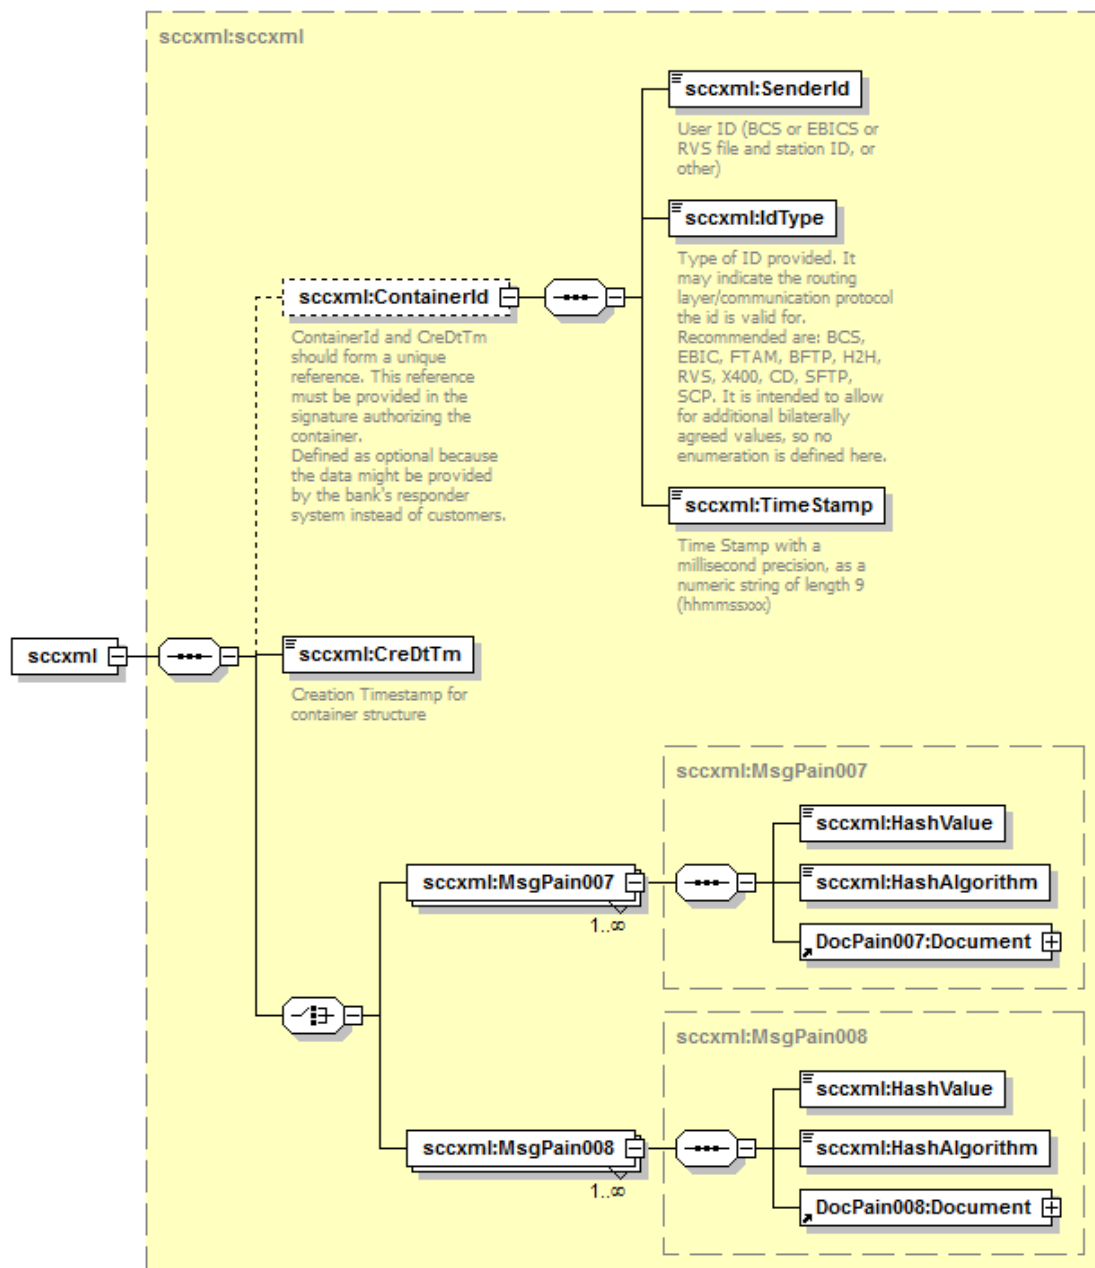 sccxml:sccxml
sccxml:SenderId
User ID (BCS or EBICS or
RVS file and station ID, or
other)
sccxml:IdType
Type of ID provided. It
may indicate the routing
layer/communication protocol
the id is valid for.
Recommended are: BCS,
EBIC, FTAM, BFTP, H2H,
RVS, X400, CD, SFTP,
SCP. It is intended to allow
for additional bilaterally
agreed values, so no
enumeration is defined here.
sccxml:ContainerId
ContainerId and CreDtTm
should form a unique
reference. This reference
must be provided in the
signature authorizing the
container.
Defined as optional because
the data might be provided
by the bank's responder
system instead of customers.
sccxml:TimeStamp
Time Stamp with a
millisecond precision, as a
numeric string of length 9
(hhmmssxxx)
sccxml
sccxml:CreDtTm
Creation Timestamp for
container structure
sccxml:MsgPain007
sccxml:HashValue
sccxml:MsgPain007
1..∞
sccxml:HashAlgorithm
DocPain007:Document
sccxml:MsgPain008
sccxml:HashValue
sccxml:MsgPain008
1..∞
sccxml:HashAlgorithm
DocPain008:Document